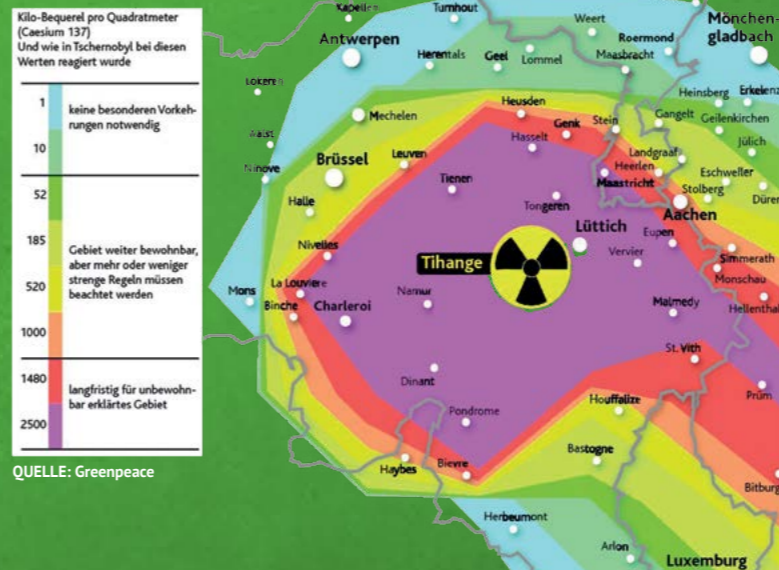 Kilo-Bequerel pro Quadratmeter
(Caesium 137)
Und wie in Tschernobyl bei diesen
Werten reagiert wurde
1
keine besonderen Vorkeh-
rungen notwendig
10
52
185
Gebiet weiter bewohnbar,
aber mehr oder weniger
strenge Regeln müssen
beachtet werden
520
1000
1480
langfristig für unbewohn-
bar erklärtes Gebiet
2500
QUELLE: Greenpeace
Kapellen
Turnhout
Mönchen-
gladbach
Weert
Antwerpen
Roermond
Herentals
Geel
Lommel
Maasbracht
Lokeren
Heinsberg
Erkelenz
Heusden
Mechelen
Genk
Stein
Gangelt
Geilenkirchen
Aalst
Hasselt
Jülich
Ninove
Brüssel
Leuven
Landgraaf
Heerlen
Eschweiler
Tienen
Maastricht
Stolberg
Düren
Halle
Tongeren
Aachen
Lüttich
Eupen
Nivelles
Tihange
Vervier
Simmerath
Monschau
Mons
La Louviere
Namur
Binche
Charleroi
Malmedy
Hellenthal
St. Vith
Dinant
Prüm
Houffalize
Pondrome
Bastogne
Haybes
Bievre
Bitburg
Herbeumont
Arlon
Luxemburg